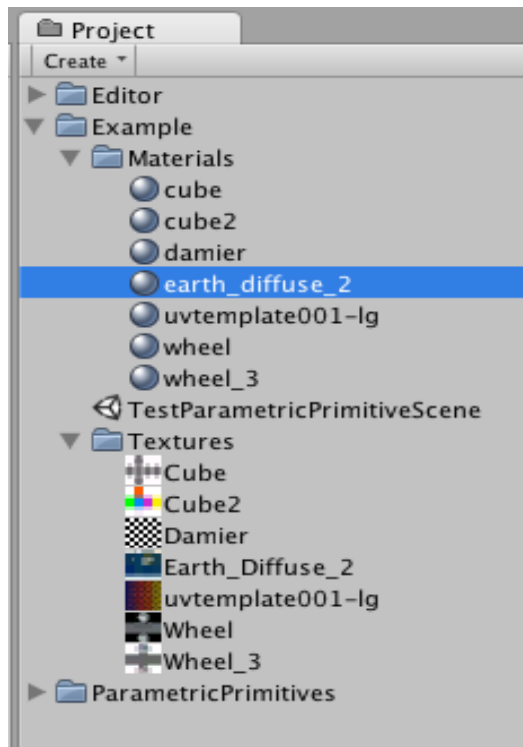 Project
Create
Editor
Example
Materials
cube
cube2
damier
earth_diffuse_2
uvtemplate001-lg
wheel
wheel_3
TestParametricPrimitiveScene
Textures
Cube
Cube2
Damier
Earth_Diffuse_2
uvtemplate001-lg
Wheel
Wheel_3
ParametricPrimitives